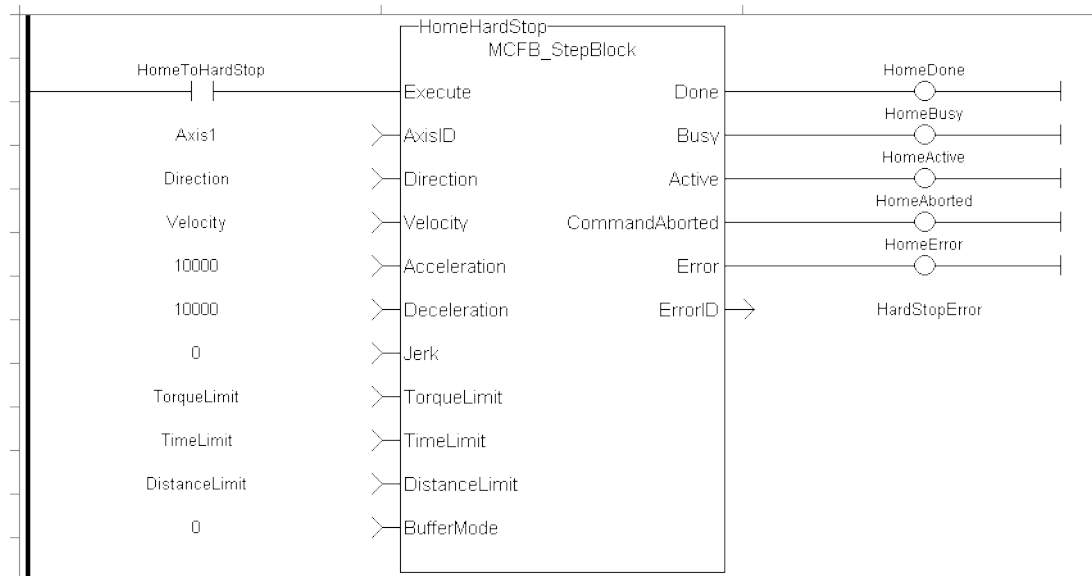 HomeHardStop
MCFB_StepBlock
HomeToHardStop
Execute
Done
HomeDone
Axis1
AxisID
Busy
HomeBusy
Direction
Direction
Active
HomeActive
Velocity
Velocity
CommandAborted
HomeAborted
10000
Acceleration
Error
HomeError
10000
Deceleration
ErrorID
HardStopError
0
Jerk
TorqueLimit
TorqueLimit
TimeLimit
TimeLimit
DistanceLimit
DistanceLimit
0
BufferMode